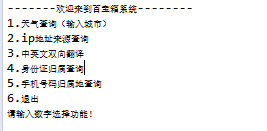 -------欢迎来到百宝箱系统--------
1.天气查询（输入城市）
2.ip地址来源查询
3.中英文双向翻译
4.身份证归属查询
5.手机号码归属地查询
6.退出
请输入数字选择功能！